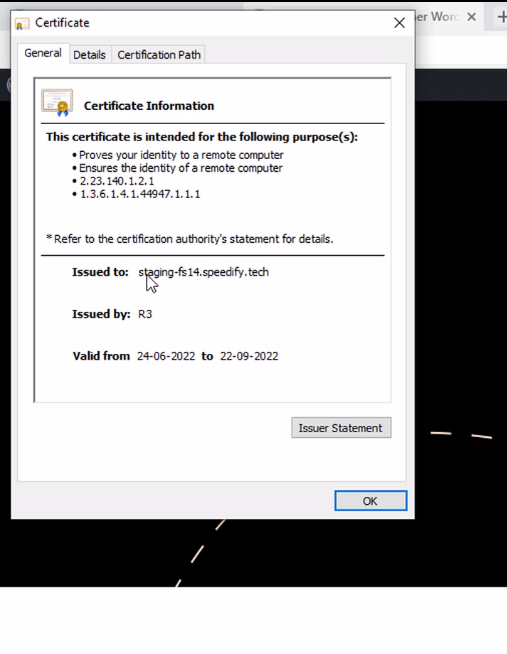 Certificate
er Word
General
Details
Certification Path
Certificate Information
This certificate is intended for the following purpose(s):
• Proves your identity to a remote computer
• Ensures the identity of a remote computer
• 2.23.140.1.2.1
• 1.3.6.1.4.1.44947.1.1.1
* Refer to the certification authority's statement for details.
Issued to: staging-fs14.speedify.tech
Issued by: R3
Valid from 24-06-2022 to 22-09-2022
Issuer Statement
OK